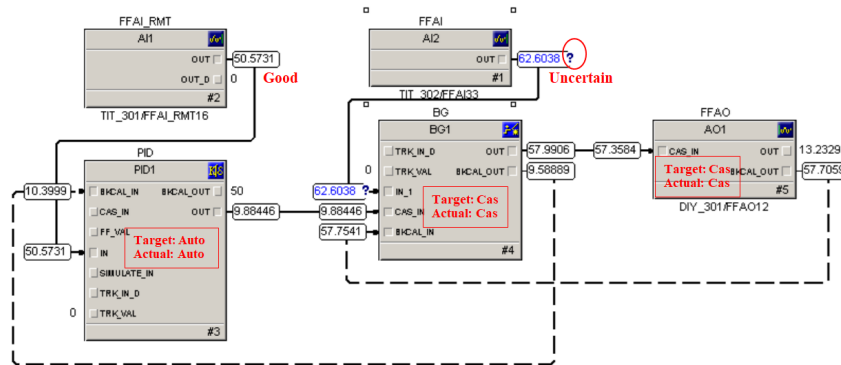 FFAI_RMT
AI1
OUT
50.5731
OUT_D
0
Good
#2
TIT_301/FFAI_RMT16
FFAI
AI2
OUT
62.6038 ?
#1
Uncertain
TIT_302/FFAI33
PID
PID1
10.3999
BKCAL_IN
BKCAL_OUT
50
CAS_IN
OUT
9.88446
FF_VAL
Target: Auto
Actual: Auto
50.5731
IN
SIMULATE_IN
TRK_IN_D
0
TRK_VAL
#3
BG
BG1
TRK_IN_D
OUT
57.9906
0
TRK_VAL
BKCAL_OUT
9.58889
62.6038 ?
IN_1
Target: Cas
Actual: Cas
9.88446
CAS_IN
57.7541
BKCAL_IN
#4
FFAO
AO1
57.3584
CAS_IN
OUT
13.2329
Target: Cas
Actual: Cas
BKCAL_OUT
57.7059
#5
DIY_301/FFAO12